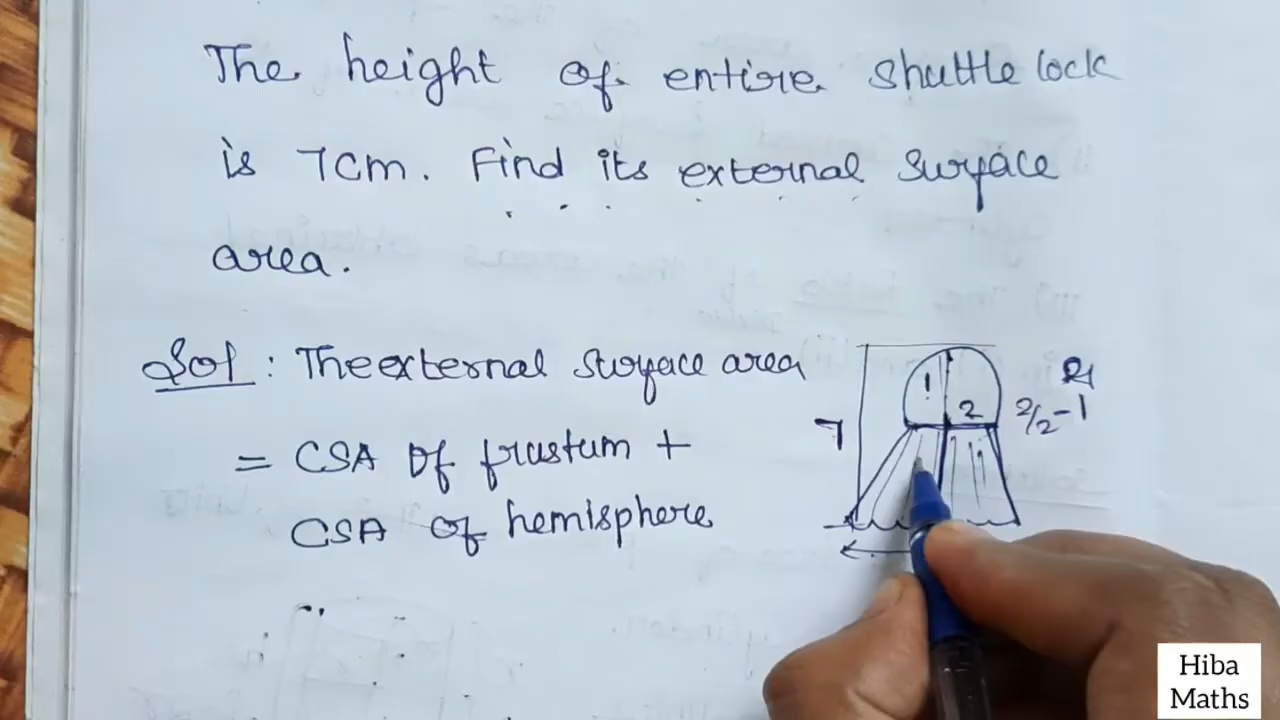 The height of entire shuttle lock
is 7cm. Find its external surface
area.
Sol : The external surface area
= CSA of frustum +
CSA of hemisphere
1
2
2/2-1
7
Hiba
Maths